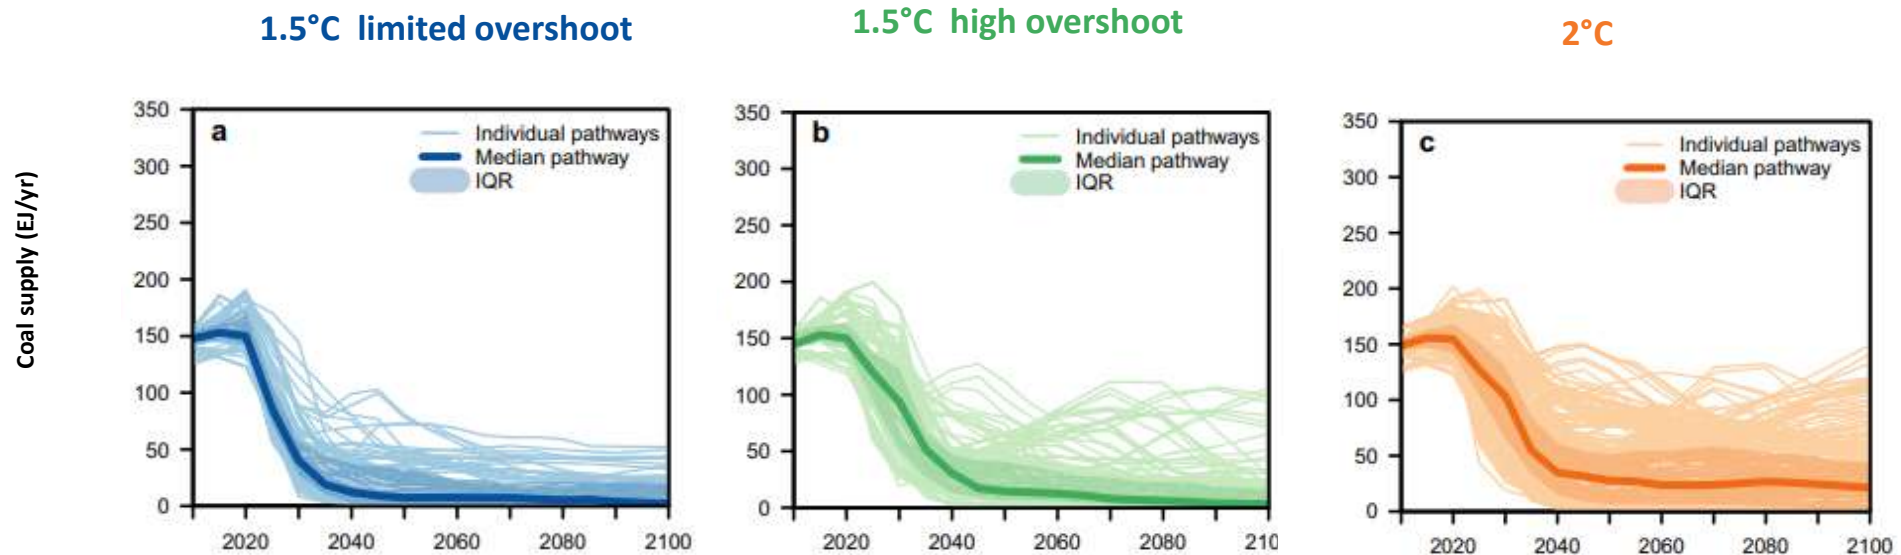 1.5°C  limited overshoot
1.5°C  high overshoot
2°C
Coal supply (EJ/yr)
350
300
250
200
150
100
50
0
a
Individual pathways
Median pathway
IQR
2020
2040
2060
2080
2100
350
300
250
200
150
100
50
0
b
Individual pathways
Median pathway
IQR
2020
2040
2060
2080
210
350
300
250
200
150
100
50
0
c
Individual pathways
Median pathway
IQR
2020
2040
2060
2080
2100